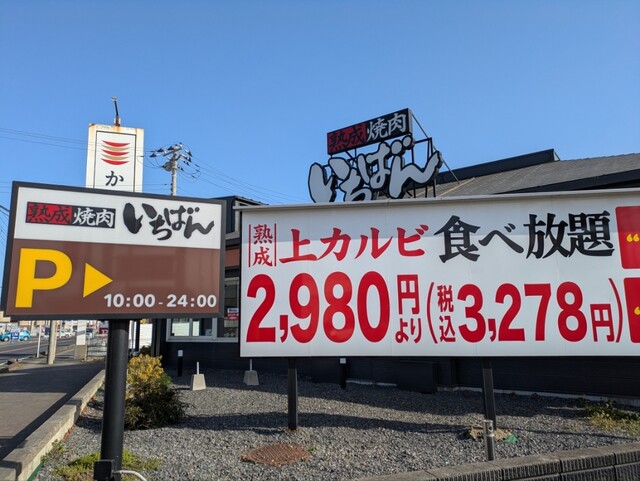 か
熟成焼肉
いちばん
熟成焼肉いちばん
P
10:00-24:00
熟成 上カルビ食べ放題
2,980円より(税込3,278円)